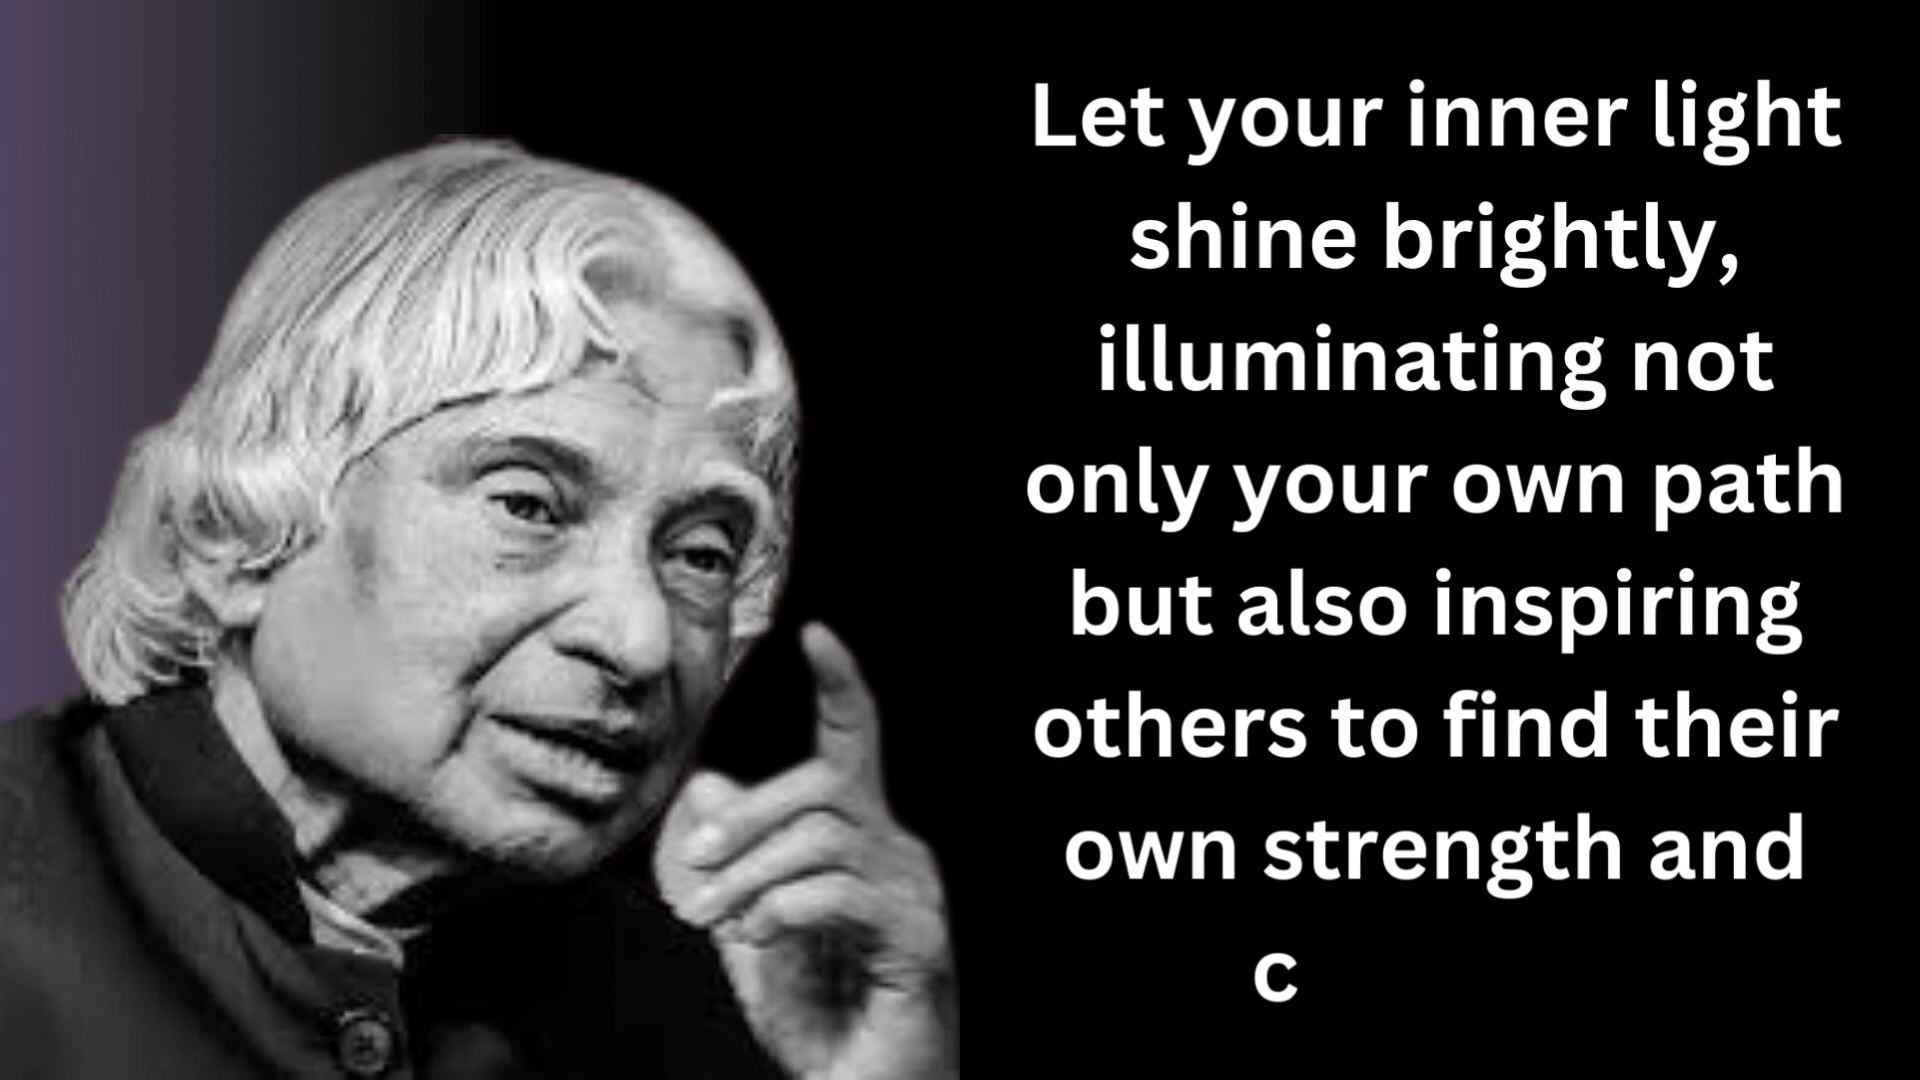 Let your inner light
shine brightly,
illuminating not
only your own path
but also inspiring
others to find their
own strength and
c